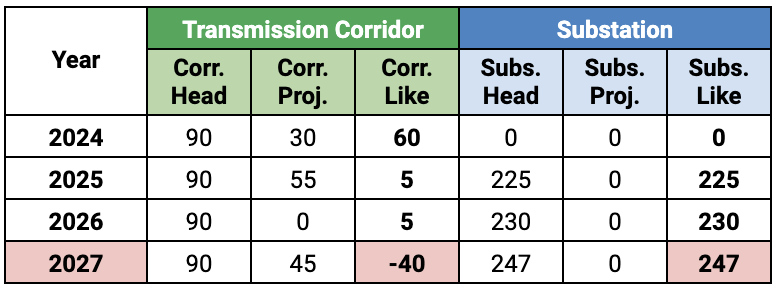 Year Transmission Corridor Substation
Corr. Head Corr. Proj. Corr. Like Subs. Head Subs. Proj. Subs. Like
2024 90 30 60 0 0 0
2025 90 55 5 225 0 225
2026 90 0 5 230 0 230
2027 90 45 -40 247 0 247